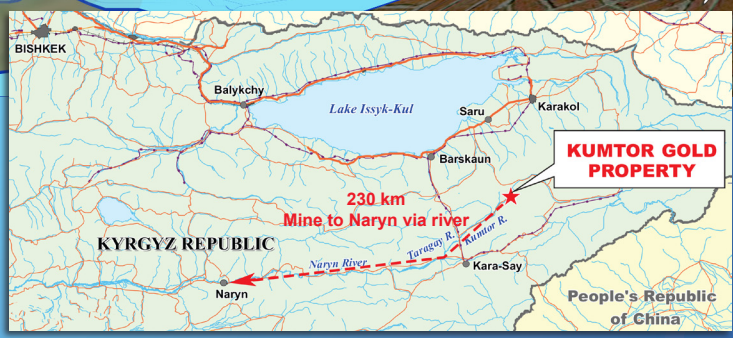 BISHKEK
Balykchy
Lake Issyk-Kul
Saru
Karakol
Barskaun
KUMTOR GOLD
PROPERTY
230 km
Mine to Naryn via river
KYRGYZ REPUBLIC
Taragay R.
Kumtor R.
Naryn River
Kara-Say
Naryn
People's Republic
of China